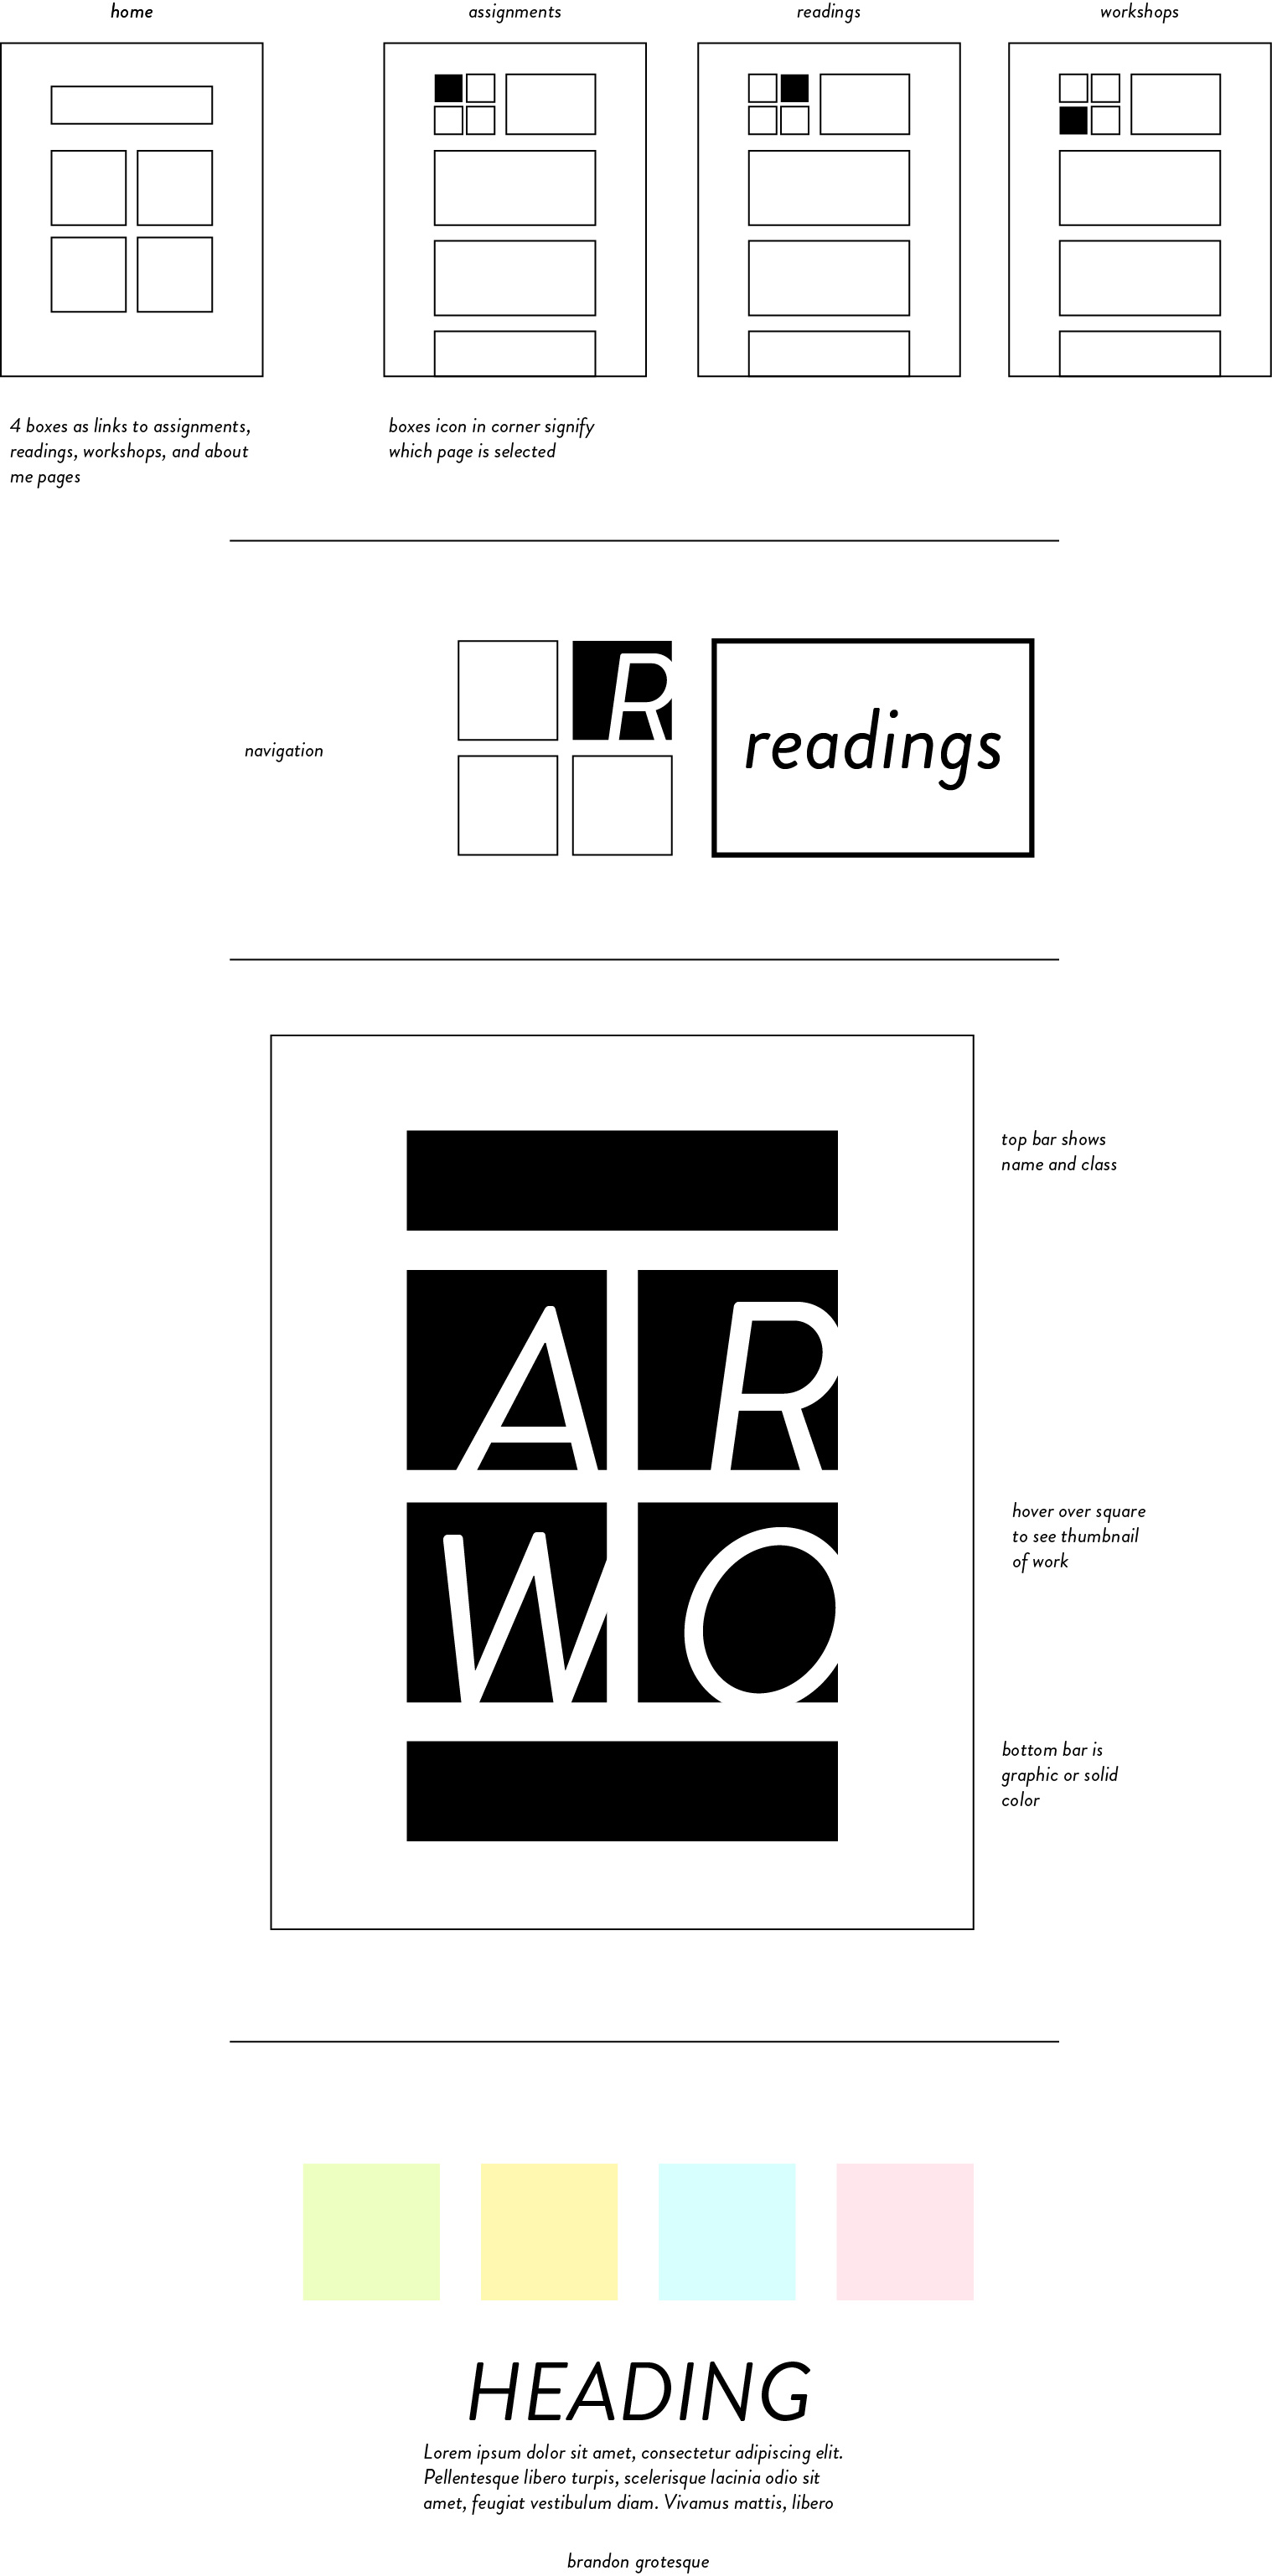 home
assignments
readings
workshops
4 boxes as links to assignments,
readings, workshops, and about
me pages
boxes icon in corner signify
which page is selected
navigation
R
readings
top bar shows
name and class
A
R
hover over square
to see thumbnail
of work
W
O
bottom bar is
graphic or solid
color
HEADING
Lorem ipsum dolor sit amet, consectetur adipiscing elit.
Pellentesque libero turpis, scelerisque lacinia odio sit
amet, feugiat vestibulum diam. Vivamus mattis, libero
brandon grotesque